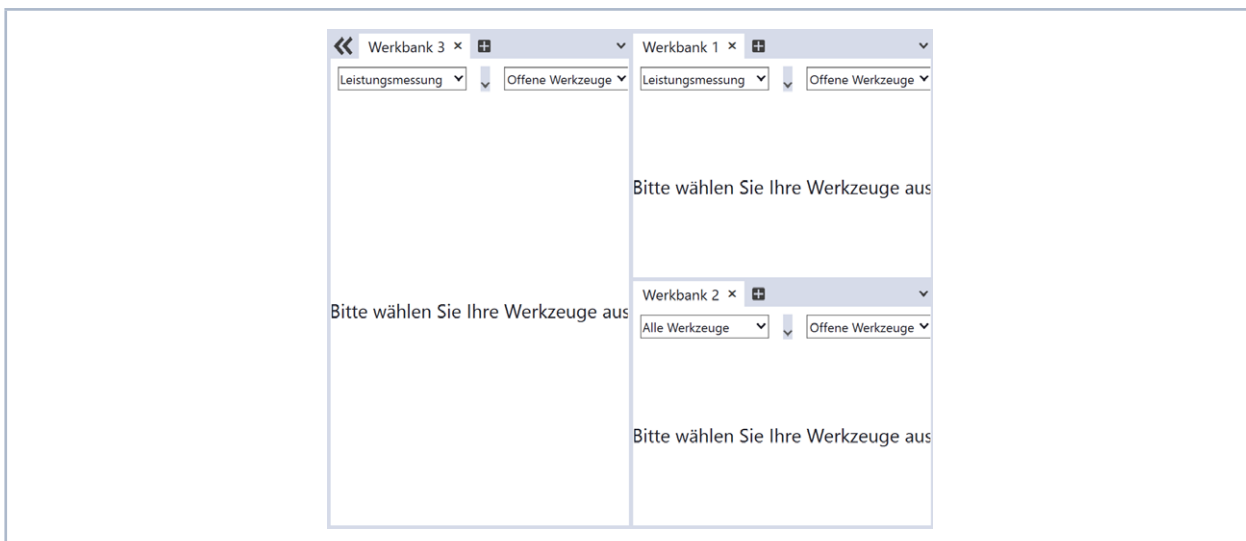 Werkbank 3
Leistungsmessung Offene Werkzeuge
Bitte wählen Sie Ihre Werkzeuge aus
Werkbank 1
Leistungsmessung Offene Werkzeuge
Bitte wählen Sie Ihre Werkzeuge aus
Werkbank 2
Alle Werkzeuge Offene Werkzeuge
Bitte wählen Sie Ihre Werkzeuge aus